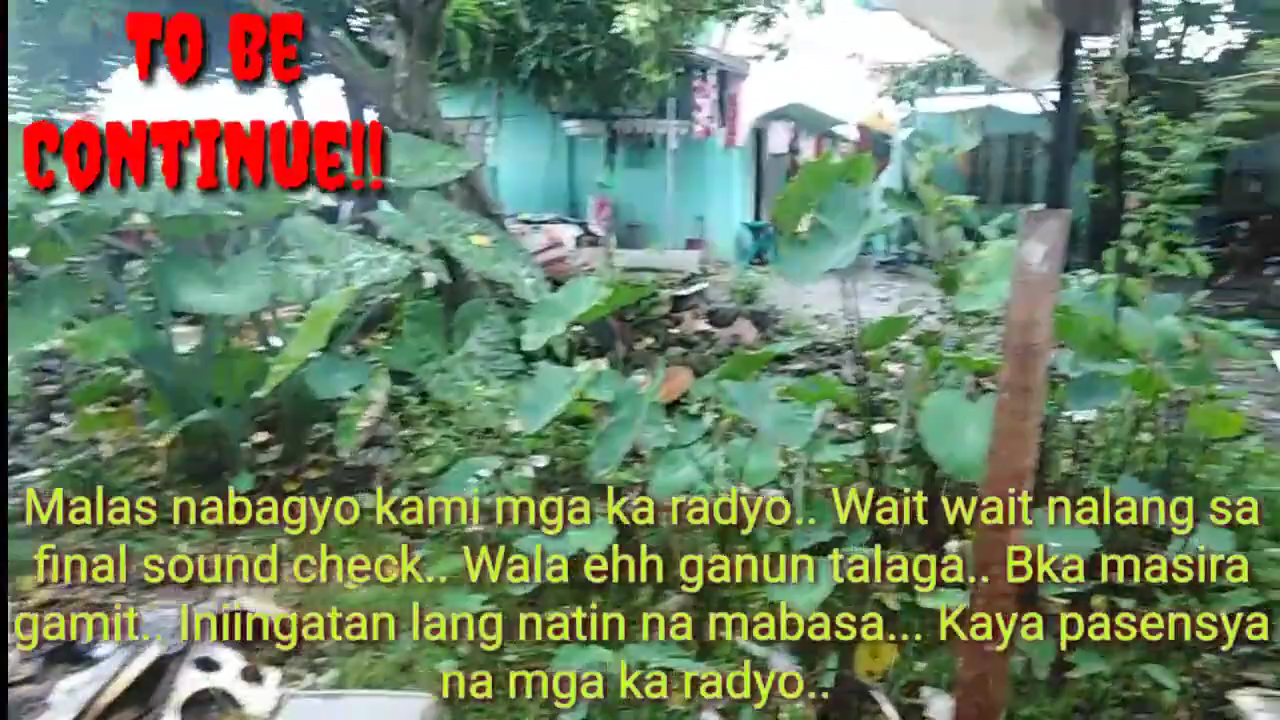 TO BE
CONTINUE!!
Malas nabagyo kami mga ka radyo.. Wait wait nalang sa
final sound check.. Wala ehh ganun talaga.. Bka masira
gamit.. Iniingatan lang natin na mabasa... Kaya pasensya
na mga ka radyo..